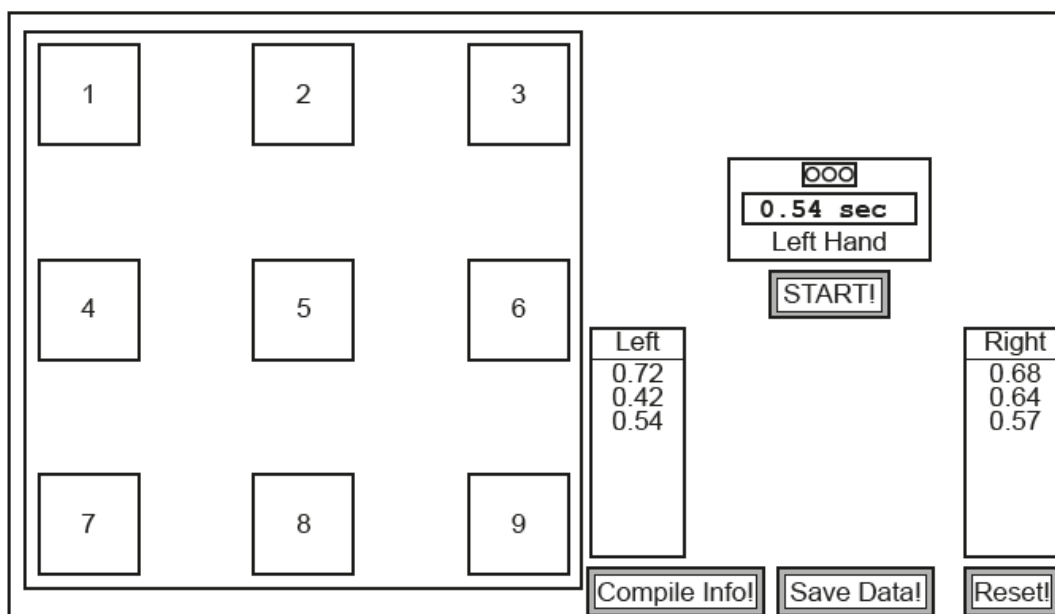 1 2 3
4 5 6
7 8 9
0.54 sec
Left Hand
START!
Left
0.72
0.42
0.54
Right
0.68
0.64
0.57
Compile Info!
Save Data!
Reset!